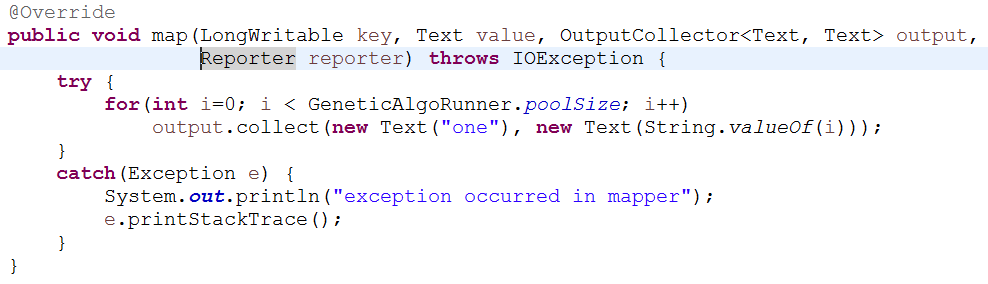 @Override
public void map(LongWritable key, Text value, OutputCollector<Text, Text> output,
                Reporter reporter) throws IOException {
    try {
        for(int i=0; i < GeneticAlgoRunner.poolSize; i++)
            output.collect(new Text("one"), new Text(String.valueOf(i)));
    }
    catch(Exception e) {
        System.out.println("exception occurred in mapper");
        e.printStackTrace();
    }
}